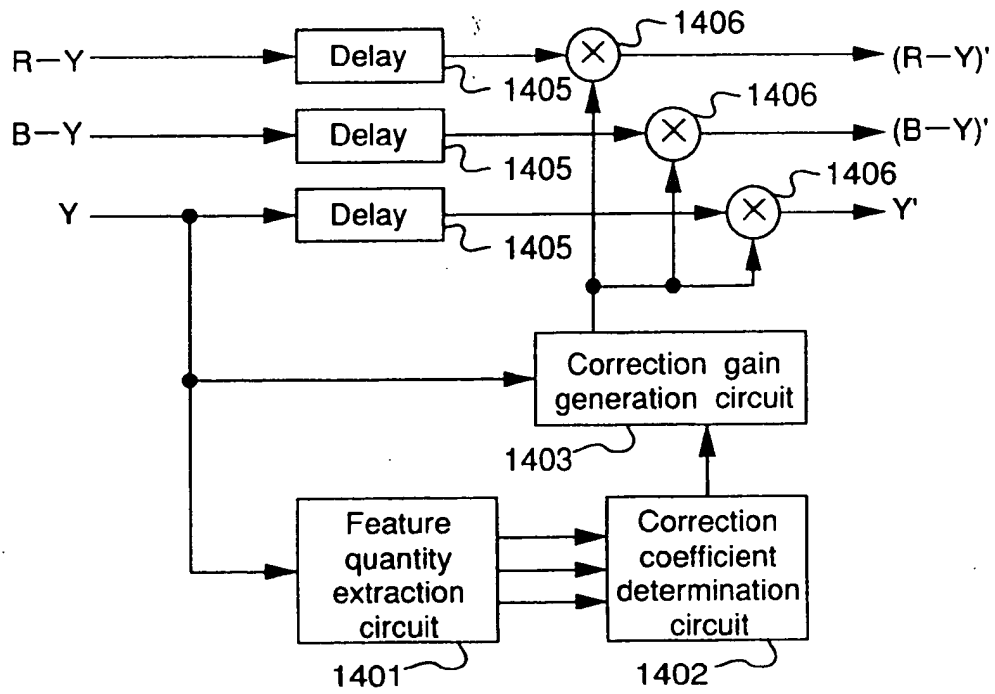 1406
R−Y
Delay
(R−Y)'
1405
1406
B−Y
Delay
(B−Y)'
1405
1406
Y
Delay
Y'
1405
Correction gain
generation circuit
1403
Feature
quantity
extraction
circuit
1401
Correction
coefficient
determination
circuit
1402